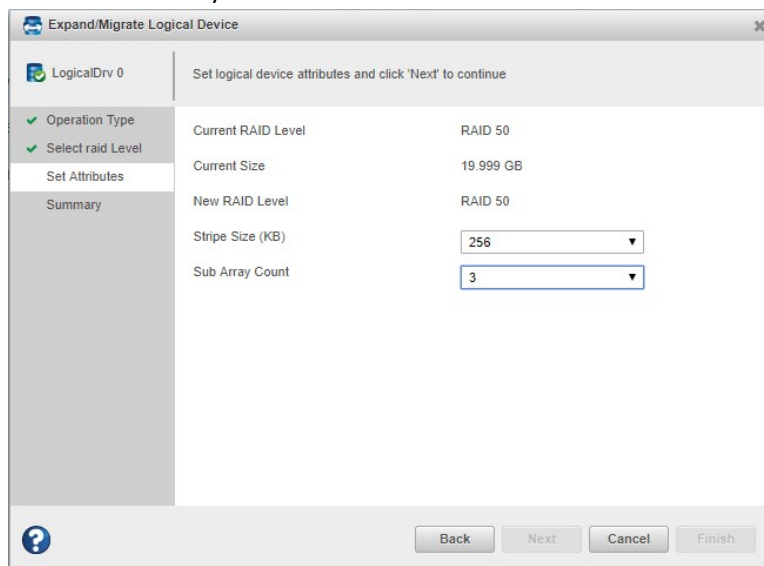 Expand/Migrate Logical Device
LogicalDrv 0
Set logical device attributes and click 'Next' to continue
Operation Type
Select raid Level
Set Attributes
Summary
Current RAID Level RAID 50
Current Size 19.999 GB
New RAID Level RAID 50
Stripe Size (KB) 256
Sub Array Count 3
Back Next Cancel Finish